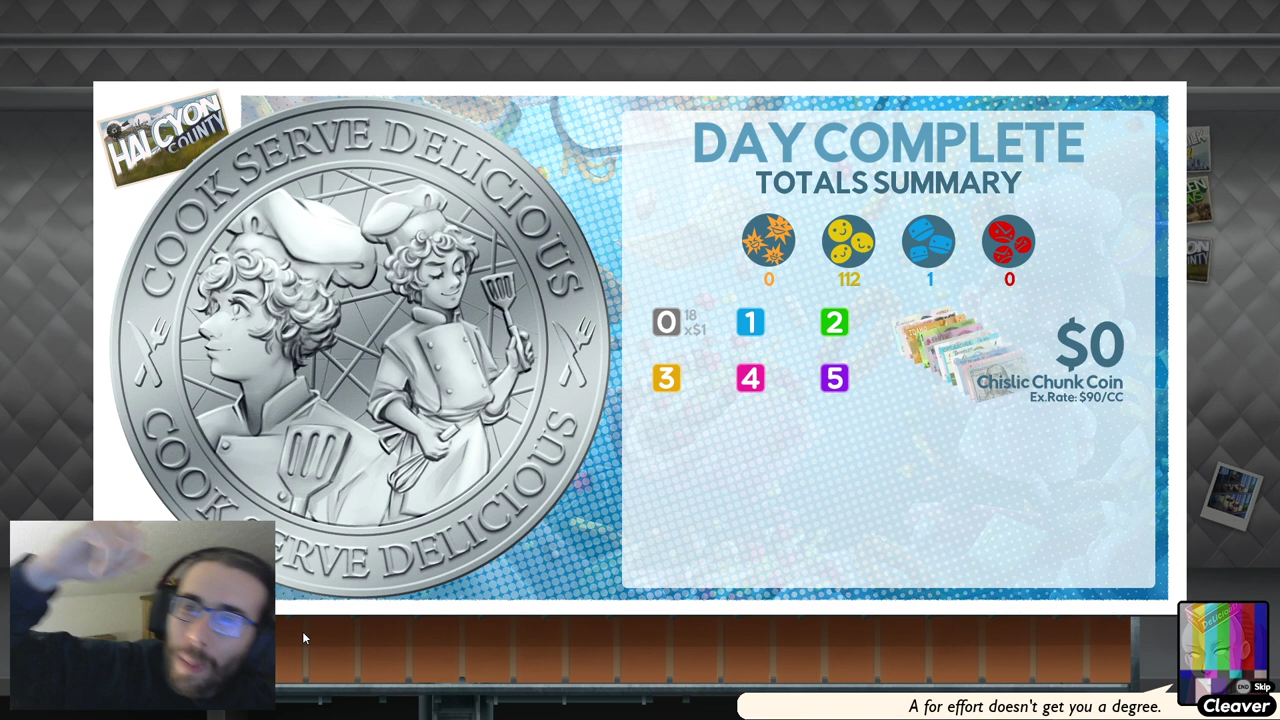 HALCYON
COUNTY
COOK SERVE DELICIOUS
COOK SERVE DELICIOUS
DAY COMPLETE
TOTALS SUMMARY
0
112
1
0
0 18
x$1
1
2
3
4
5
$0
Chislic Chunk Coin
Ex.Rate: $90/CC
A for effort doesn't get you a degree.
END Skip
Cleaver